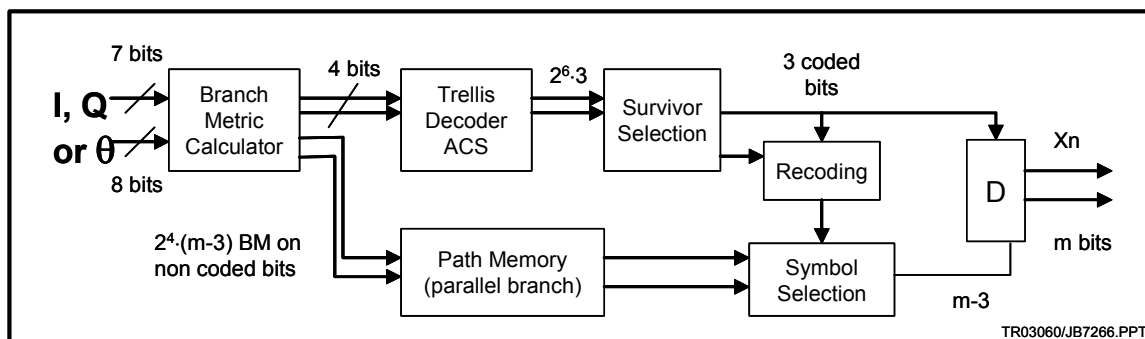 7 bits
I, Q
or θ
8 bits
Branch
Metric
Calculator
4 bits
Trellis
Decoder
ACS
2⁶·3
Survivor
Selection
3 coded
bits
Recoding
D
Xn
m bits
2⁴·(m-3) BM on
non coded bits
Path Memory
(parallel branch)
Symbol
Selection
m-3
TR03060/JB7266.PPT